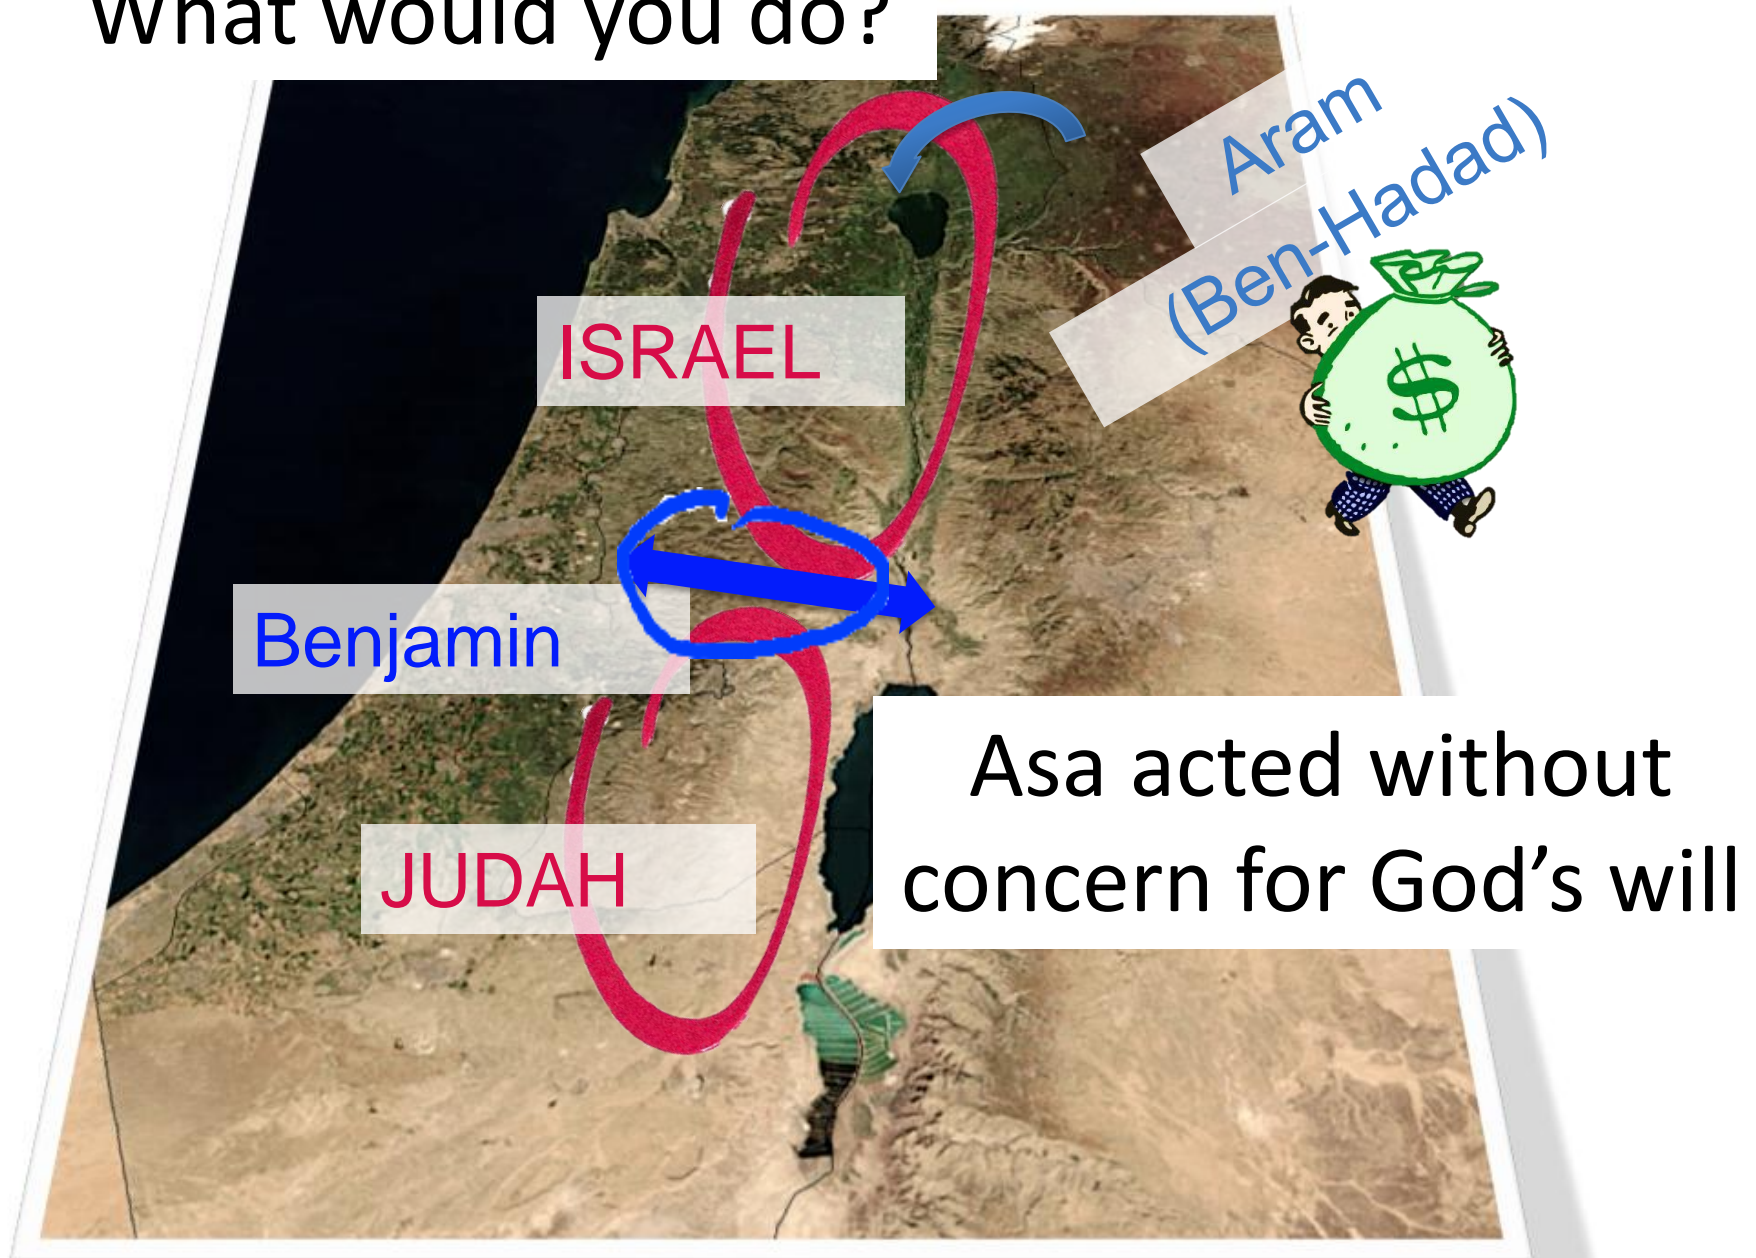 What would you do?
Aram
(Ben-Hadad)
$
ISRAEL
Benjamin
JUDAH
Asa acted without
concern for God’s will